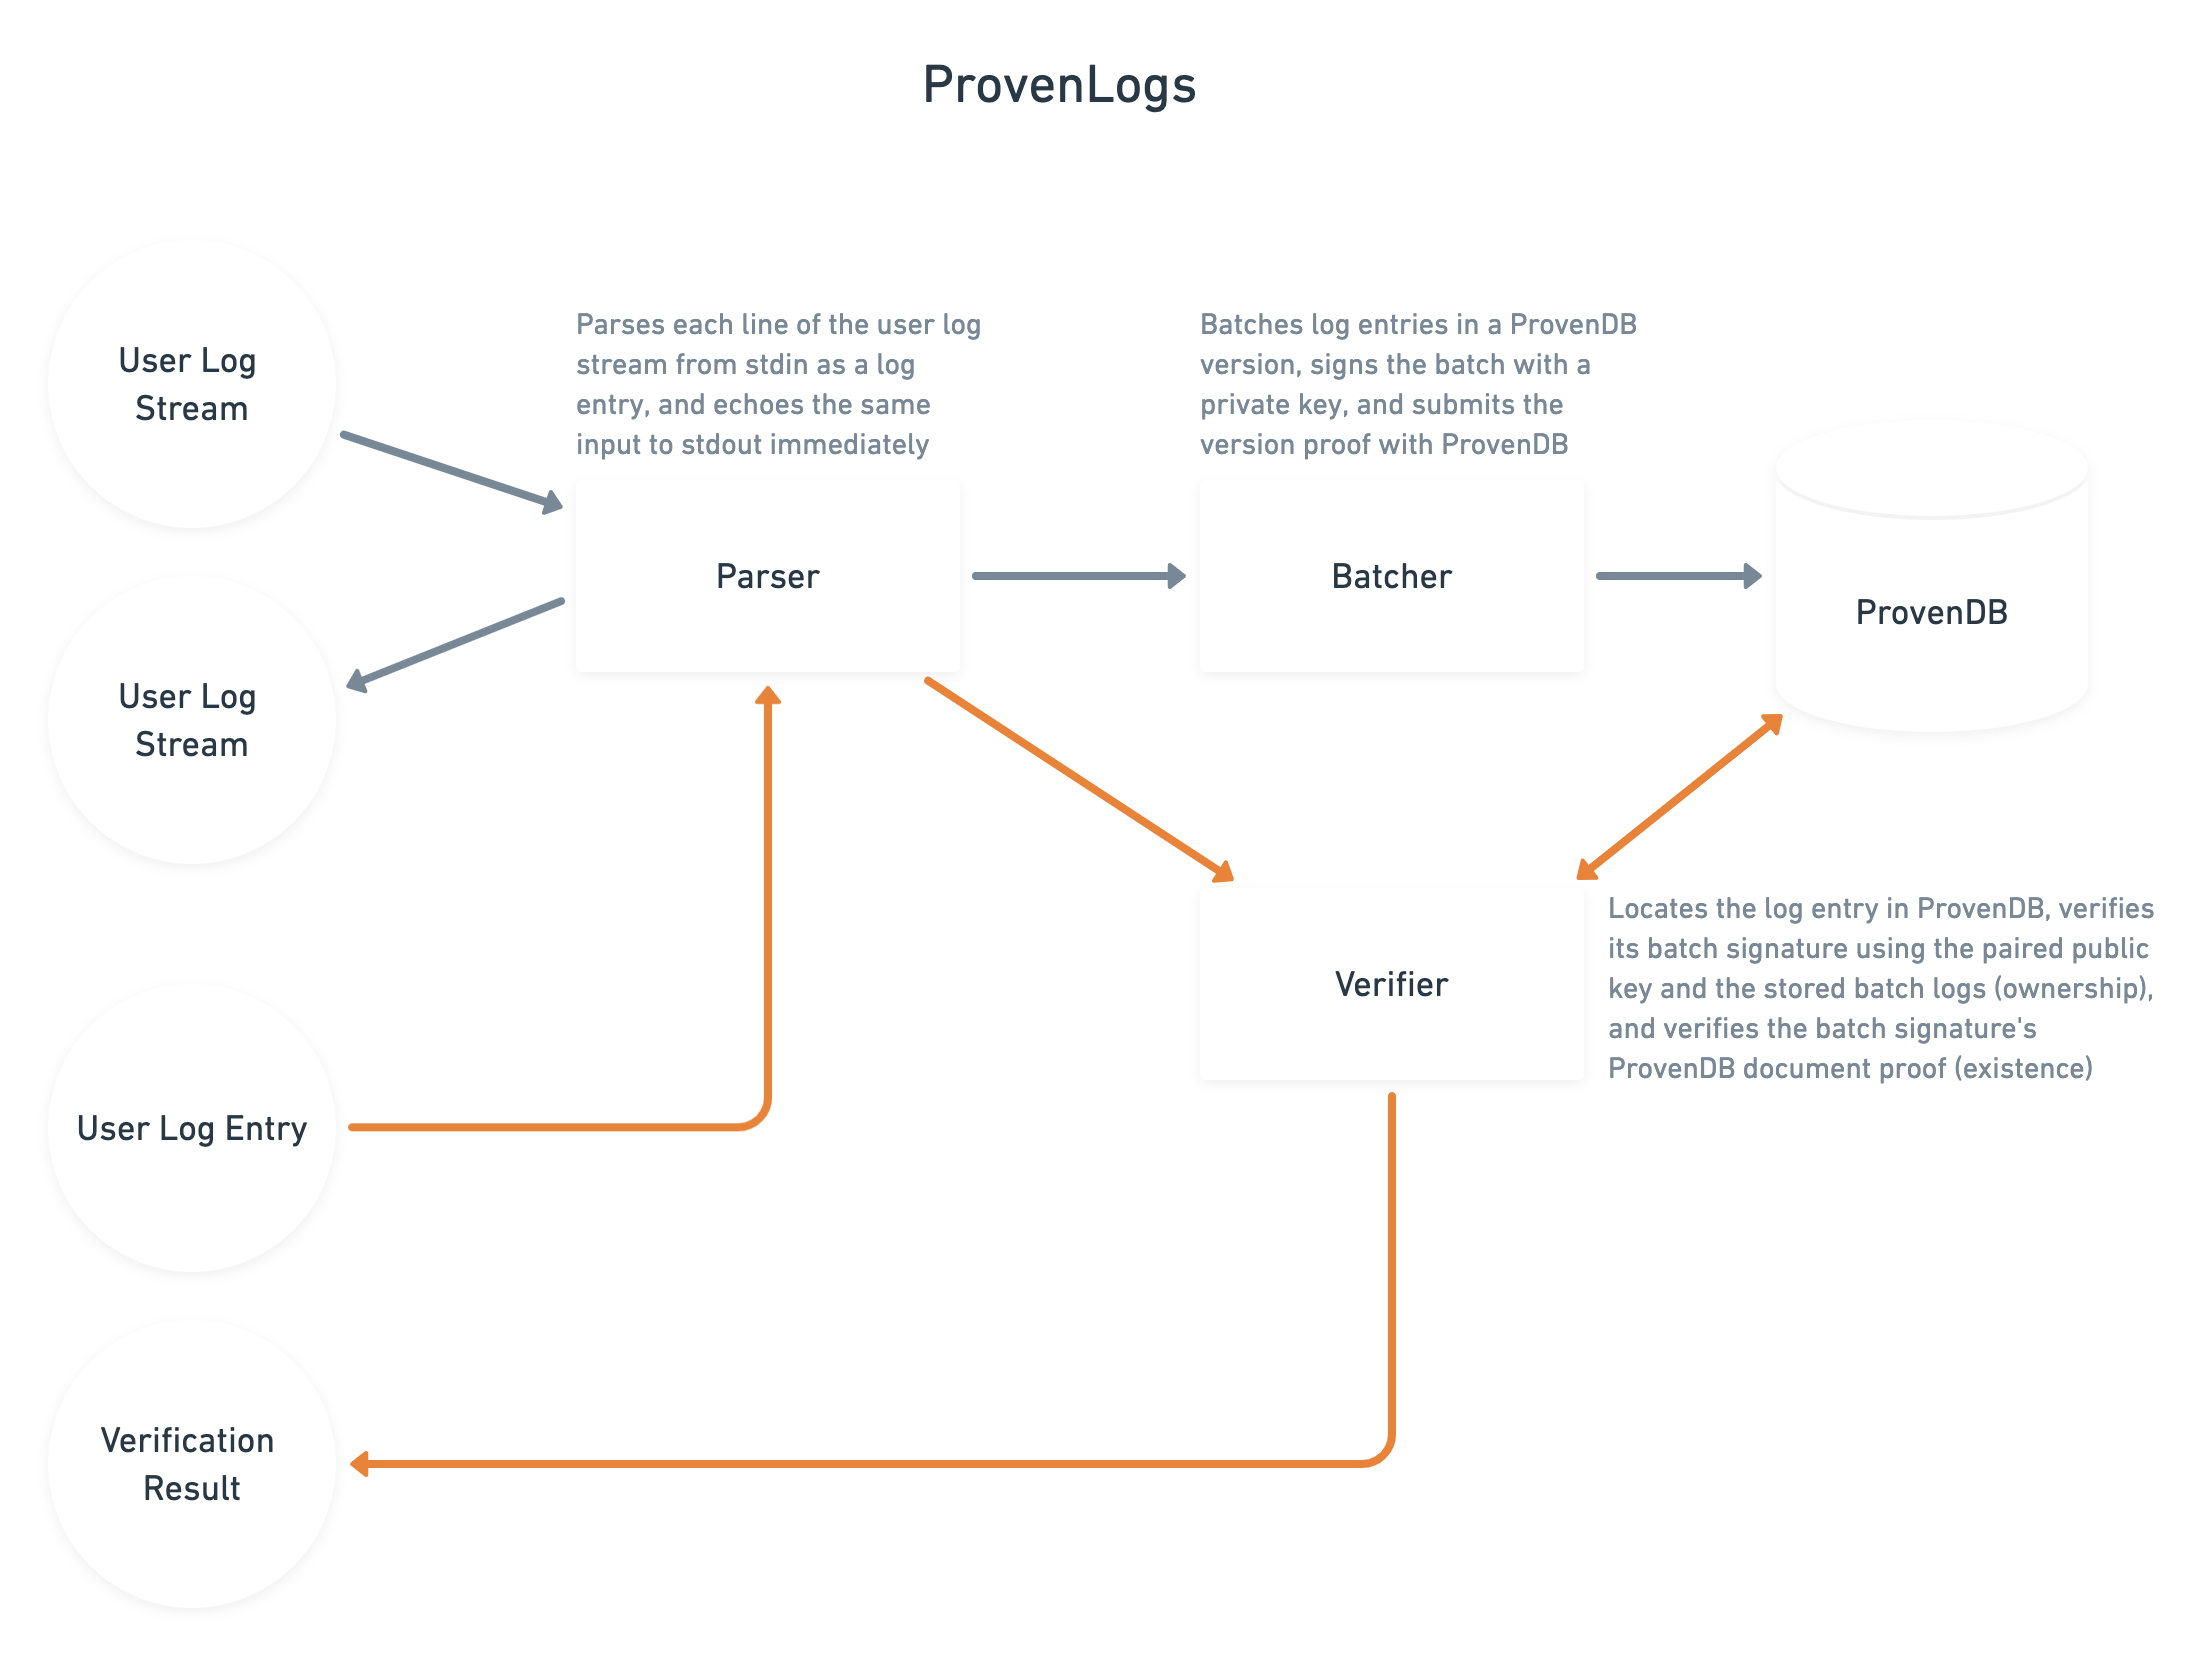 ProvenLogs
User Log
Stream
Parses each line of the user log
stream from stdin as a log
entry, and echoes the same
input to stdout immediately
Parser
Batches log entries in a ProvenDB
version, signs the batch with a
private key, and submits the
version proof with ProvenDB
Batcher
ProvenDB
User Log
Stream
Verifier
Locates the log entry in ProvenDB, verifies
its batch signature using the paired public
key and the stored batch logs (ownership),
and verifies the batch signature's
ProvenDB document proof (existence)
User Log Entry
Verification
Result